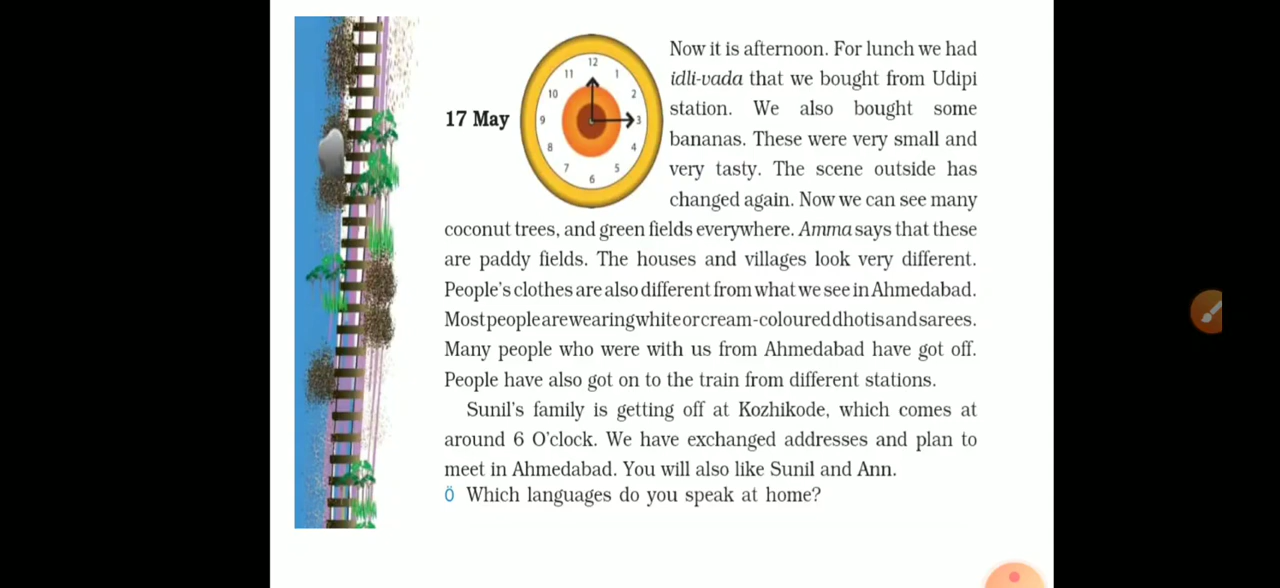 17 May
12
11
1
10
2
9
3
8
4
7
5
6
Now it is afternoon. For lunch we had
idli-vada that we bought from Udipi
station. We also bought some
bananas. These were very small and
very tasty. The scene outside has
changed again. Now we can see many
coconut trees, and green fields everywhere. Amma says that these
are paddy fields. The houses and villages look very different.
People's clothes are also different from what we see in Ahmedabad.
Most people are wearing white or cream-coloured dhotis and sarees.
Many people who were with us from Ahmedabad have got off.
People have also got on to the train from different stations.
Sunil's family is getting off at Kozhikode, which comes at
around 6 O'clock. We have exchanged addresses and plan to
meet in Ahmedabad. You will also like Sunil and Ann.
Ö Which languages do you speak at home?